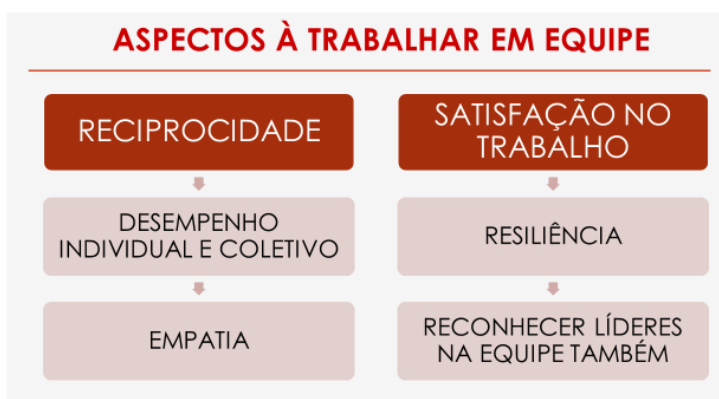 ASPECTOS À TRABALHAR EM EQUIPE
RECIPROCIDADE
DESEMPENHO
INDIVIDUAL E COLETIVO
EMPATIA
SATISFAÇÃO NO
TRABALHO
RESILIÊNCIA
RECONHECER LÍDERES
NA EQUIPE TAMBÉM